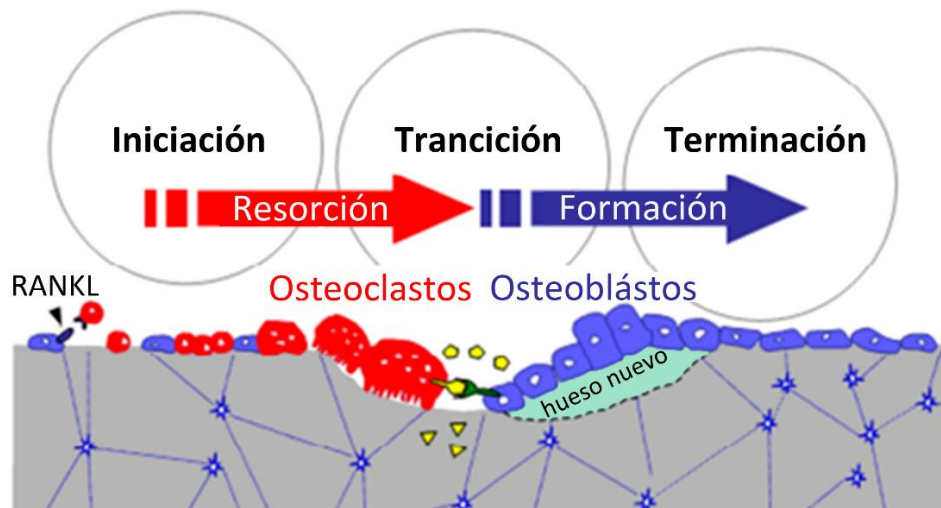 Iniciación
Trancición
Terminación
Resorción
Formación
RANKL
Osteoclastos
Osteoblástos
hueso nuevo